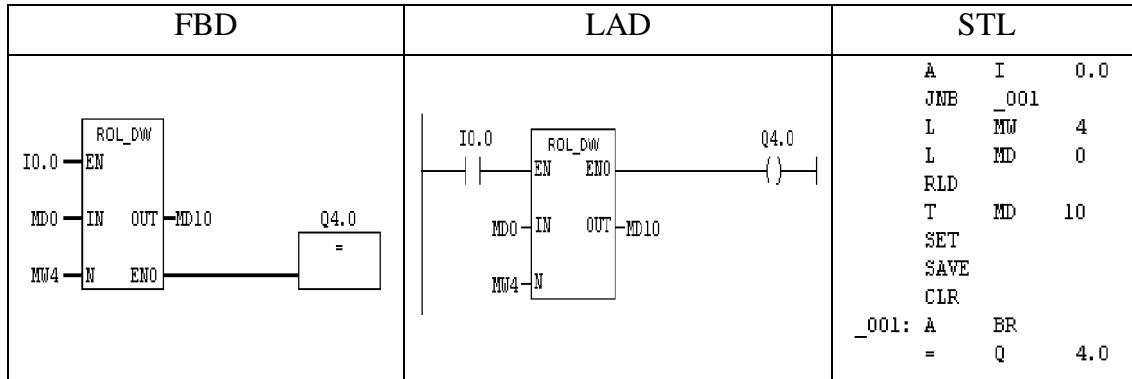 FBD LAD STL
ROL_DW
I0.0 EN
MD0 IN OUT MD10 Q4.0
=
MW4 N ENO
I0.0 ROL_DW Q4.0
EN ENO ( )
MD0 IN OUT MD10
MW4 N
A I 0.0
JNB _001
L MW 4
L MD 0
RLD
T MD 10
SET
SAVE
CLR
_001: A BR
= Q 4.0